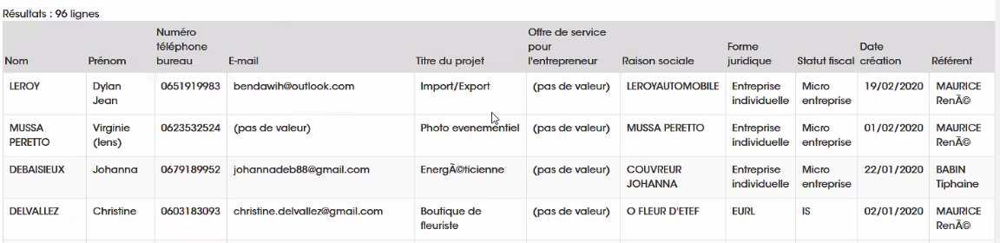 Résultats : 96 lignes
Nom Prénom Numéro téléphone bureau E-mail Titre du projet Offre de service pour l'entrepreneur Raison sociale Forme juridique Statut fiscal Date création Référent
LEROY Dylan Jean 0651919983 bendawih@outlook.com Import/Export (pas de valeur) LEROYAUTOMOBILE Entreprise individuelle Micro entreprise 19/02/2020 MAURICE RenÃ©
MUSSA PERETTO Virginie (lens) 0623532524 (pas de valeur) Photo evenementiel (pas de valeur) MUSSA PERETTO Entreprise individuelle Micro entreprise 01/02/2020 MAURICE RenÃ©
DEBAISIEUX Johanna 0679189952 johannadeb88@gmail.com EnergÃ©ticienne (pas de valeur) COUVREUR JOHANNA Entreprise individuelle Micro entreprise 22/01/2020 BABIN Tiphaine
DELVALLEZ Christine 0603183093 christine.delvallez@gmail.com Boutique de fleuriste (pas de valeur) O FLEUR D'ETEF EURL IS 02/01/2020 MAURICE RenÃ©